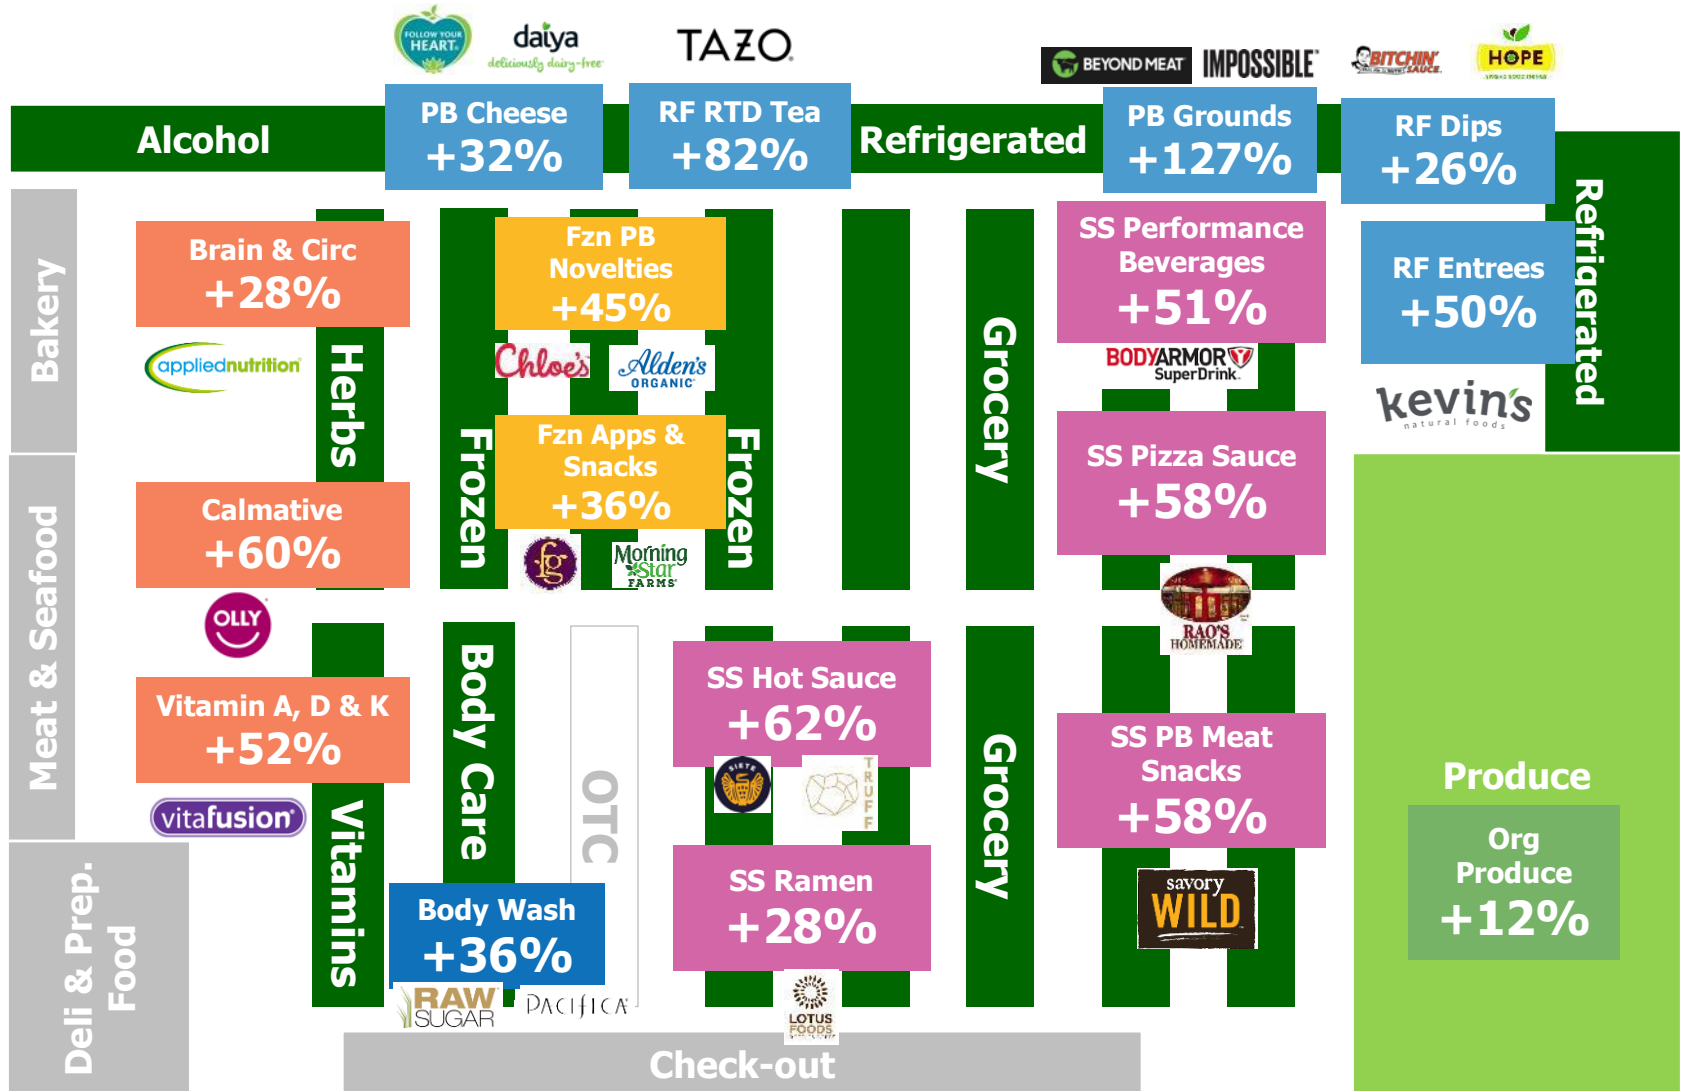 FOLLOW YOUR
HEART
daiya
deliciously dairy-free
TAZO
BEYOND MEAT
IMPOSSIBLE
BITCHIN'
SAUCE
HOPE
Alcohol
PB Cheese
+32%
RF RTD Tea
+82%
Refrigerated
PB Grounds
+127%
RF Dips
+26%
Refrigerated
Bakery
Brain & Circ
+28%
appliednutrition
Herbs
Fzn PB
Novelties
+45%
Chloe's
Alden's
ORGANIC
Frozen
Fzn Apps &
Snacks
+36%
Frozen
fg
Morning
Star
FARMS
Grocery
SS Performance
Beverages
+51%
BODYARMOR
SuperDrink
RF Entrees
+50%
kevin's
natural foods
SS Pizza Sauce
+58%
RAO'S
HOMEMADE
Meat & Seafood
Calmative
+60%
OLLY
Vitamin A, D & K
+52%
vitafusion
Vitamins
Body Care
OTC
SS Hot Sauce
+62%
SIETE
TRUFF
Grocery
SS PB Meat
Snacks
+58%
savory
WILD
Produce
Org
Produce
+12%
Deli & Prep.
Food
Body Wash
+36%
RAW
SUGAR
PACIFICA
SS Ramen
+28%
LOTUS
FOODS
Check-out